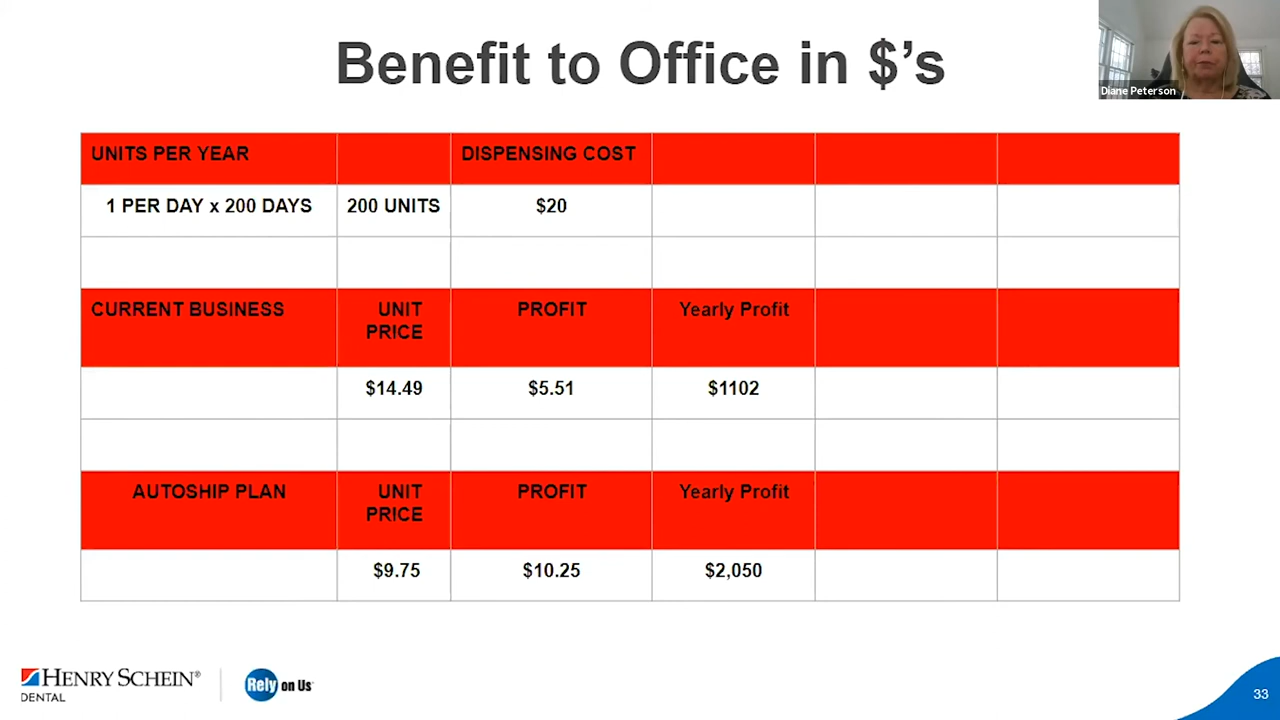 Benefit to Office in $’s
Diane Peterson
UNITS PER YEAR DISPENSING COST
1 PER DAY x 200 DAYS 200 UNITS $20
CURRENT BUSINESS UNIT PRICE PROFIT Yearly Profit
$14.49 $5.51 $1102
AUTOSHIP PLAN UNIT PRICE PROFIT Yearly Profit
$9.75 $10.25 $2,050
HENRY SCHEIN®
DENTAL
Rely on Us
33